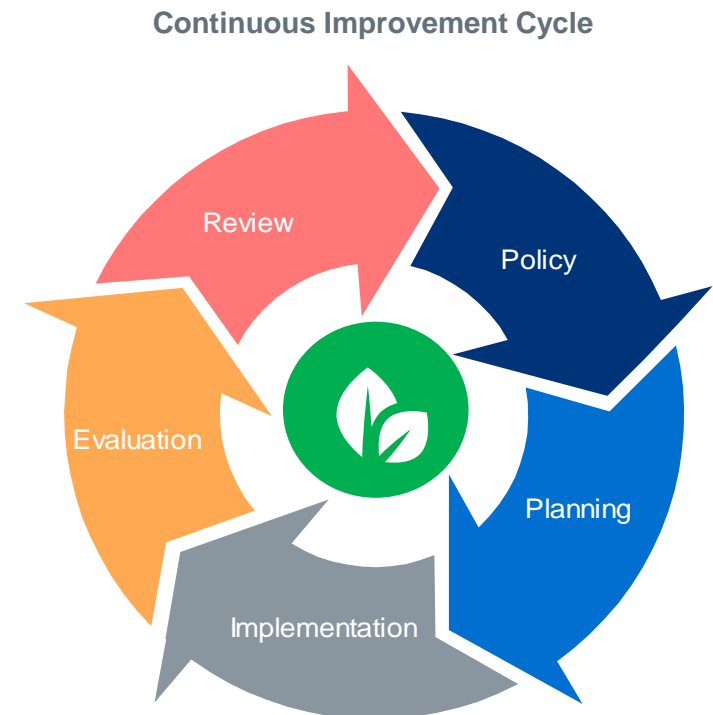 Continuous Improvement Cycle
Review
Policy
Evaluation
Planning
Implementation